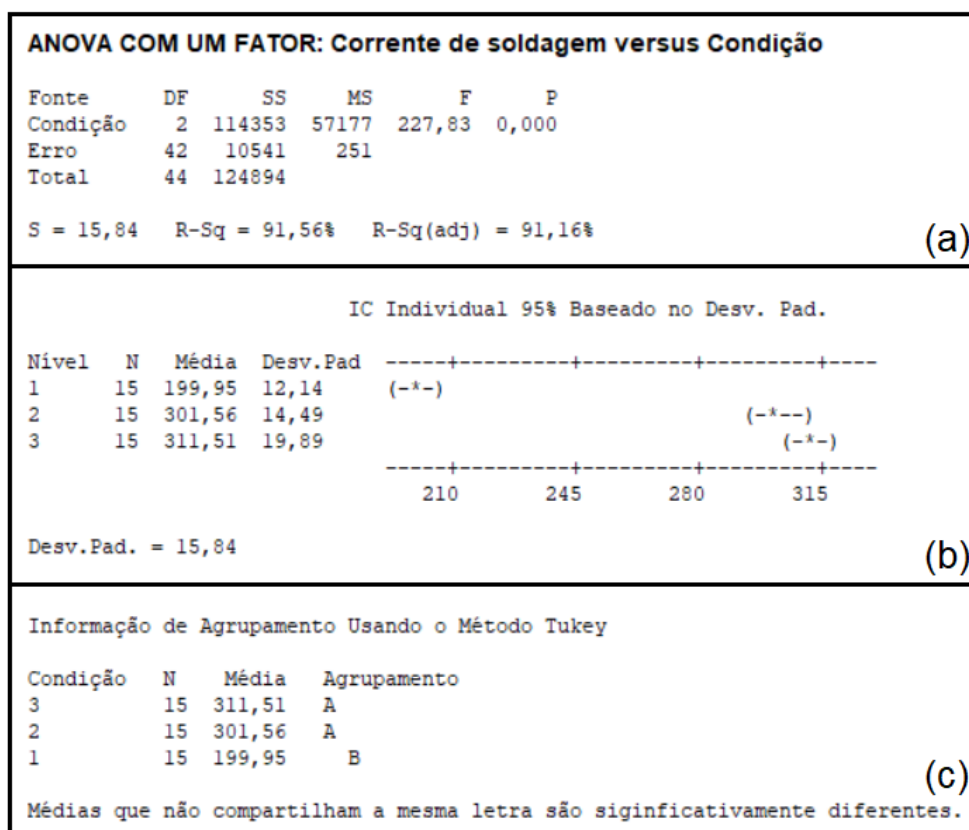 ANOVA COM UM FATOR: Corrente de soldagem versus Condição
Fonte DF SS MS F P
Condição 2 114353 57177 227,83 0,000
Erro 42 10541 251
Total 44 124894
S = 15,84 R-Sq = 91,56% R-Sq(adj) = 91,16%
(a)
IC Individual 95% Baseado no Desv. Pad.
Nível N Média Desv.Pad -----+---------+---------+---------+----
1 15 199,95 12,14 (-*-)
2 15 301,56 14,49 (-*--)
3 15 311,51 19,89 (-*-)
-----+---------+---------+---------+----
210 245 280 315
Desv.Pad. = 15,84
(b)
Informação de Agrupamento Usando o Método Tukey
Condição N Média Agrupamento
3 15 311,51 A
2 15 301,56 A
1 15 199,95 B
(c)
Médias que não compartilham a mesma letra são siginficativamente diferentes.